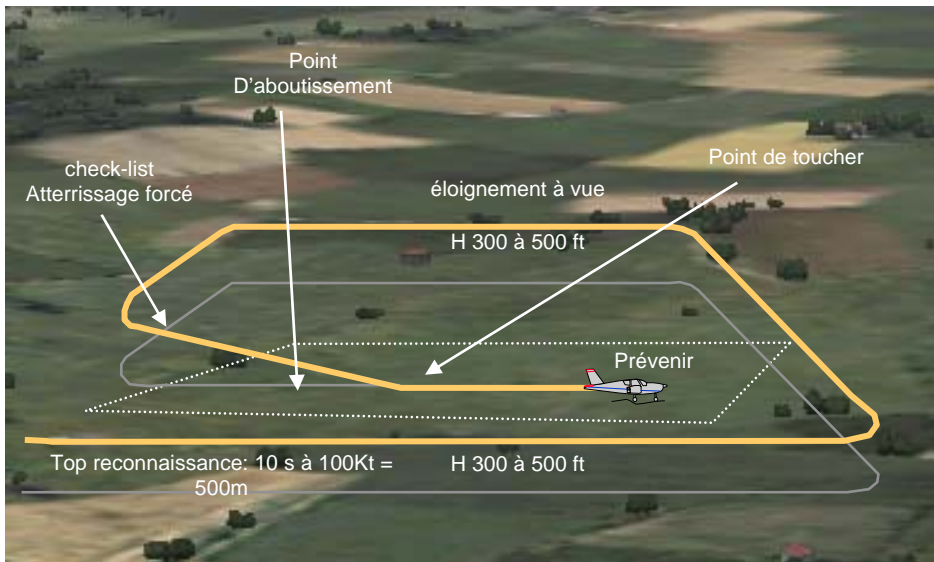 Point
D'aboutissement
check-list
Atterrissage forcé
Point de toucher
éloignement à vue
H 300 à 500 ft
Prévenir
Top reconnaissance: 10 s à 100Kt =
500m
H 300 à 500 ft